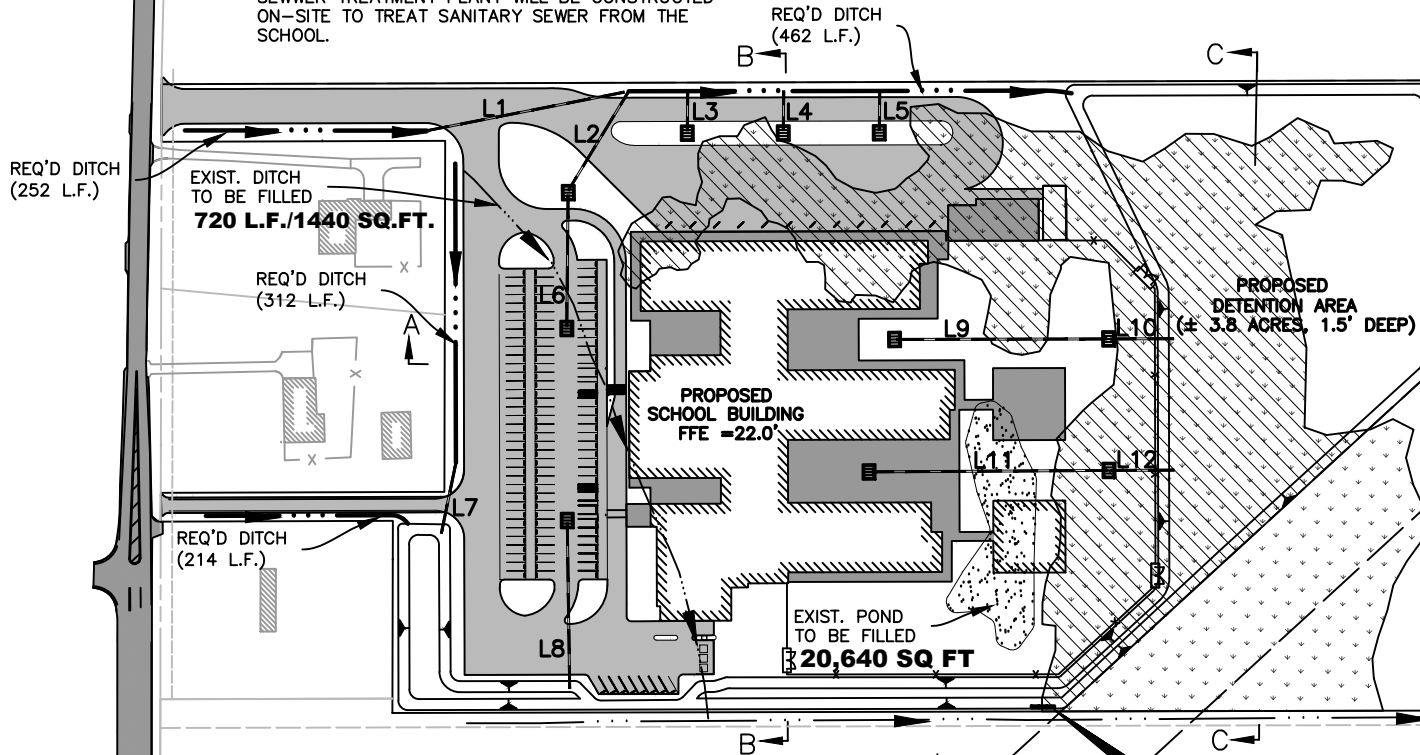 SEWWER TREATMENT PLANT WILL BE CONSTRUCTED
ON-SITE TO TREAT SANITARY SEWER FROM THE
SCHOOL.
REQ'D DITCH
(462 L.F.)
B
C
L1
L2
L3
L4
L5
REQ'D DITCH
(252 L.F.)
EXIST. DITCH
TO BE FILLED
720 L.F./1440 SQ.FT.
REQ'D DITCH
(312 L.F.)
A
L6
L9
L10
PROPOSED
DETENTION AREA
(± 3.8 ACRES, 1.5' DEEP)
PROPOSED
SCHOOL BUILDING
FFE =22.0'
L11
L12
L7
REQ'D DITCH
(214 L.F.)
L8
EXIST. POND
TO BE FILLED
20,640 SQ FT
B
C